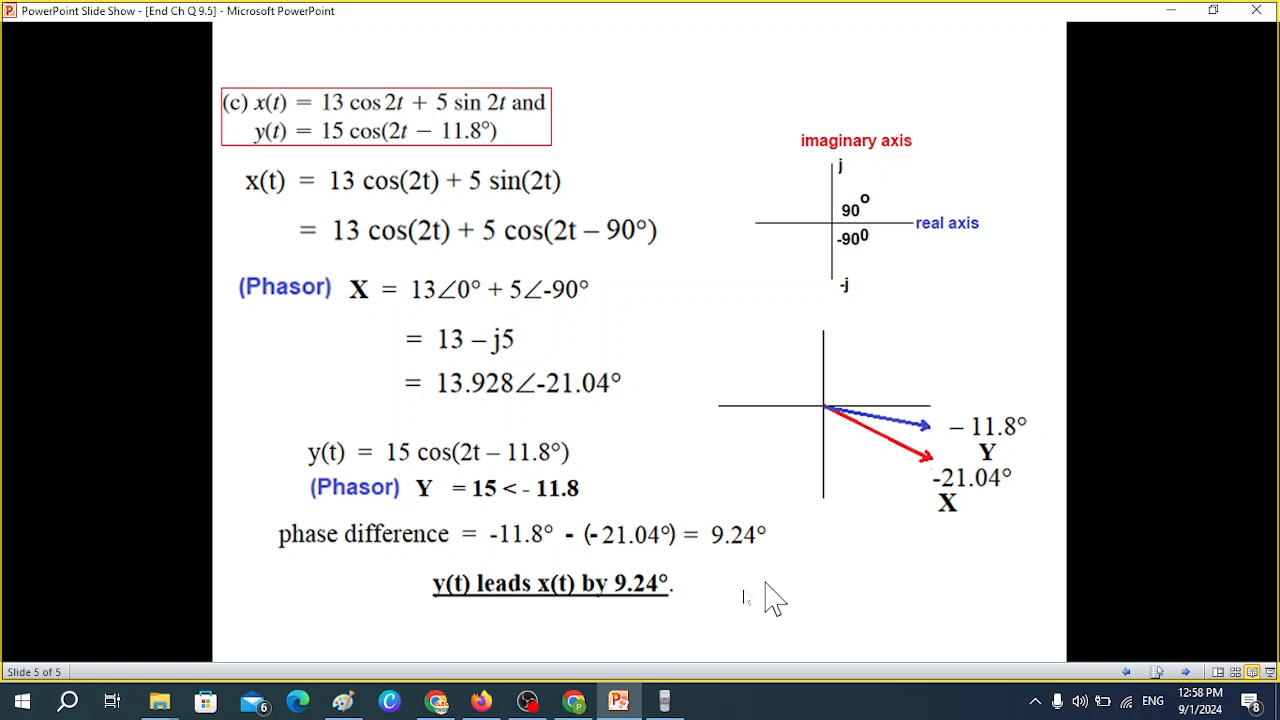 PowerPoint Slide Show - [End Ch Q 9.5] - Microsoft PowerPoint
(c) x(t) = 13 cos 2t + 5 sin 2t and
y(t) = 15 cos(2t − 11.8°)
x(t) = 13 cos(2t) + 5 sin(2t)
= 13 cos(2t) + 5 cos(2t – 90°)
(Phasor) X = 13∠0° + 5∠-90°
= 13 – j5
= 13.928∠-21.04°
y(t) = 15 cos(2t – 11.8°)
(Phasor) Y = 15 < - 11.8
phase difference = -11.8° - (-21.04°) = 9.24°
y(t) leads x(t) by 9.24°.
imaginary axis
j
90o
real axis
-900
-j
– 11.8°
Y
-21.04°
X
Slide 5 of 5
6
ENG
12:58 PM
9/1/2024
8